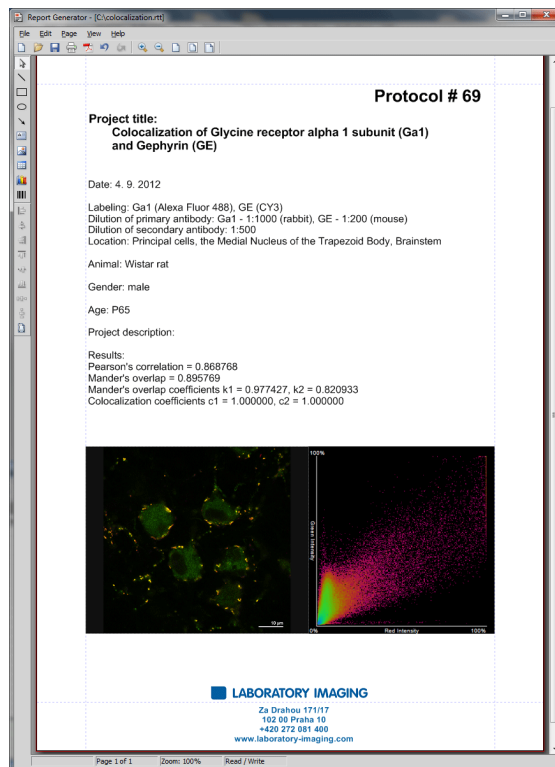 Report Generator - [C:\colocalization.rtt]
File Edit Page View Help
Protocol # 69
Project title:
Colocalization of Glycine receptor alpha 1 subunit (Ga1)
and Gephyrin (GE)
Date: 4. 9. 2012
Labeling: Ga1 (Alexa Fluor 488), GE (CY3)
Dilution of primary antibody: Ga1 - 1:1000 (rabbit), GE - 1:200 (mouse)
Dilution of secondary antibody: 1:500
Location: Principal cells, the Medial Nucleus of the Trapezoid Body, Brainstem
Animal: Wistar rat
Gender: male
Age: P65
Project description:
Results:
Pearson's correlation = 0.868768
Mander's overlap = 0.895769
Mander's overlap coefficients k1 = 0.977427, k2 = 0.820933
Colocalization coefficients c1 = 1.000000, c2 = 1.000000
100%
Green Intensity
10 µm
0% Red Intensity 100%
LABORATORY IMAGING
Za Drahou 171/17
102 00 Praha 10
+420 272 081 400
www.laboratory-imaging.com
Page 1 of 1 Zoom: 100% Read / Write